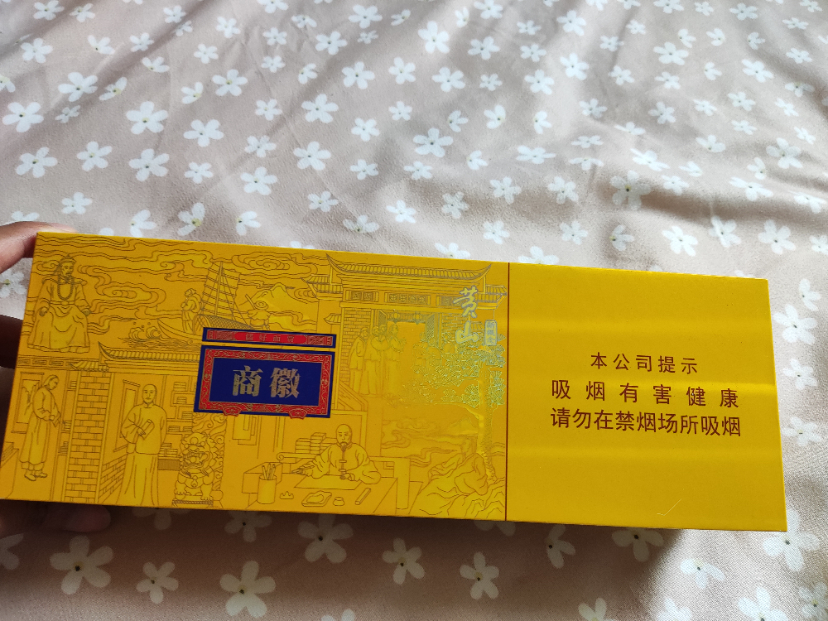 黄山
商徽
本公司提示
吸烟有害健康
请勿在禁烟场所吸烟